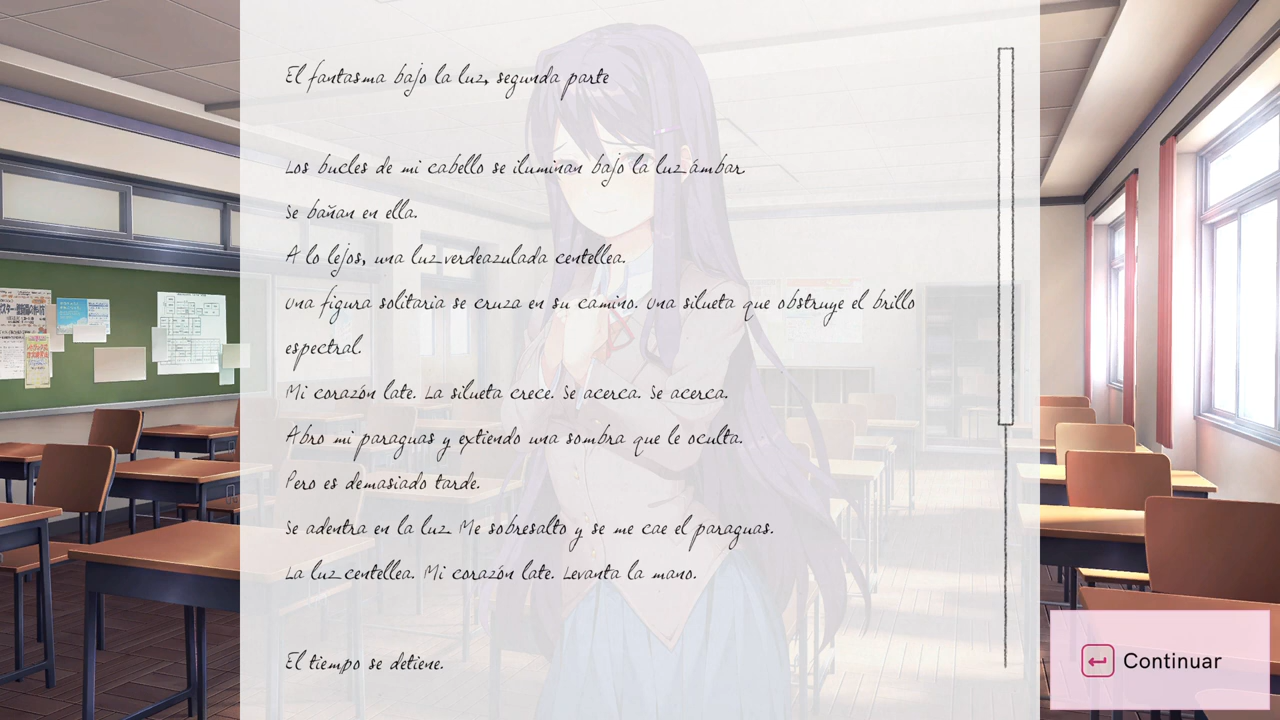 El fantasma bajo la luz, segunda parte
Los bucles de mi cabello se iluminan bajo la luz ámbar.
Se bañan en ella.
A lo lejos, una luz verdeazulada centellea.
Una figura solitaria se cruza en su camino. Una silueta que obstruye el brillo
espectral.
Mi corazón late. La silueta crece. Se acerca. Se acerca.
Abro mi paraguas y extiendo una sombra que le oculta.
Pero es demasiado tarde.
Se adentra en la luz. Me sobresalto y se me cae el paraguas.
La luz centellea. Mi corazón late. Levanta la mano.
El tiempo se detiene.
Continuar